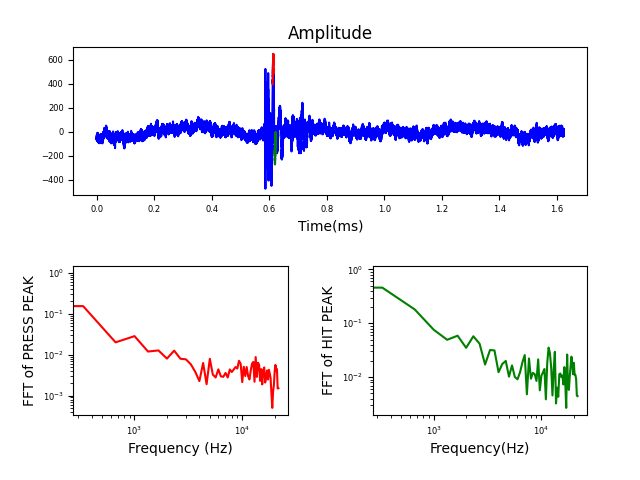 Amplitude
600
400
200
0
−200
−400
0.0 0.2 0.4 0.6 0.8 1.0 1.2 1.4 1.6
Time(ms)
FFT of PRESS PEAK
10⁰
10⁻¹
10⁻²
10⁻³
10³ 10⁴
Frequency (Hz)
FFT of HIT PEAK
10⁰
10⁻¹
10⁻²
10³ 10⁴
Frequency(Hz)